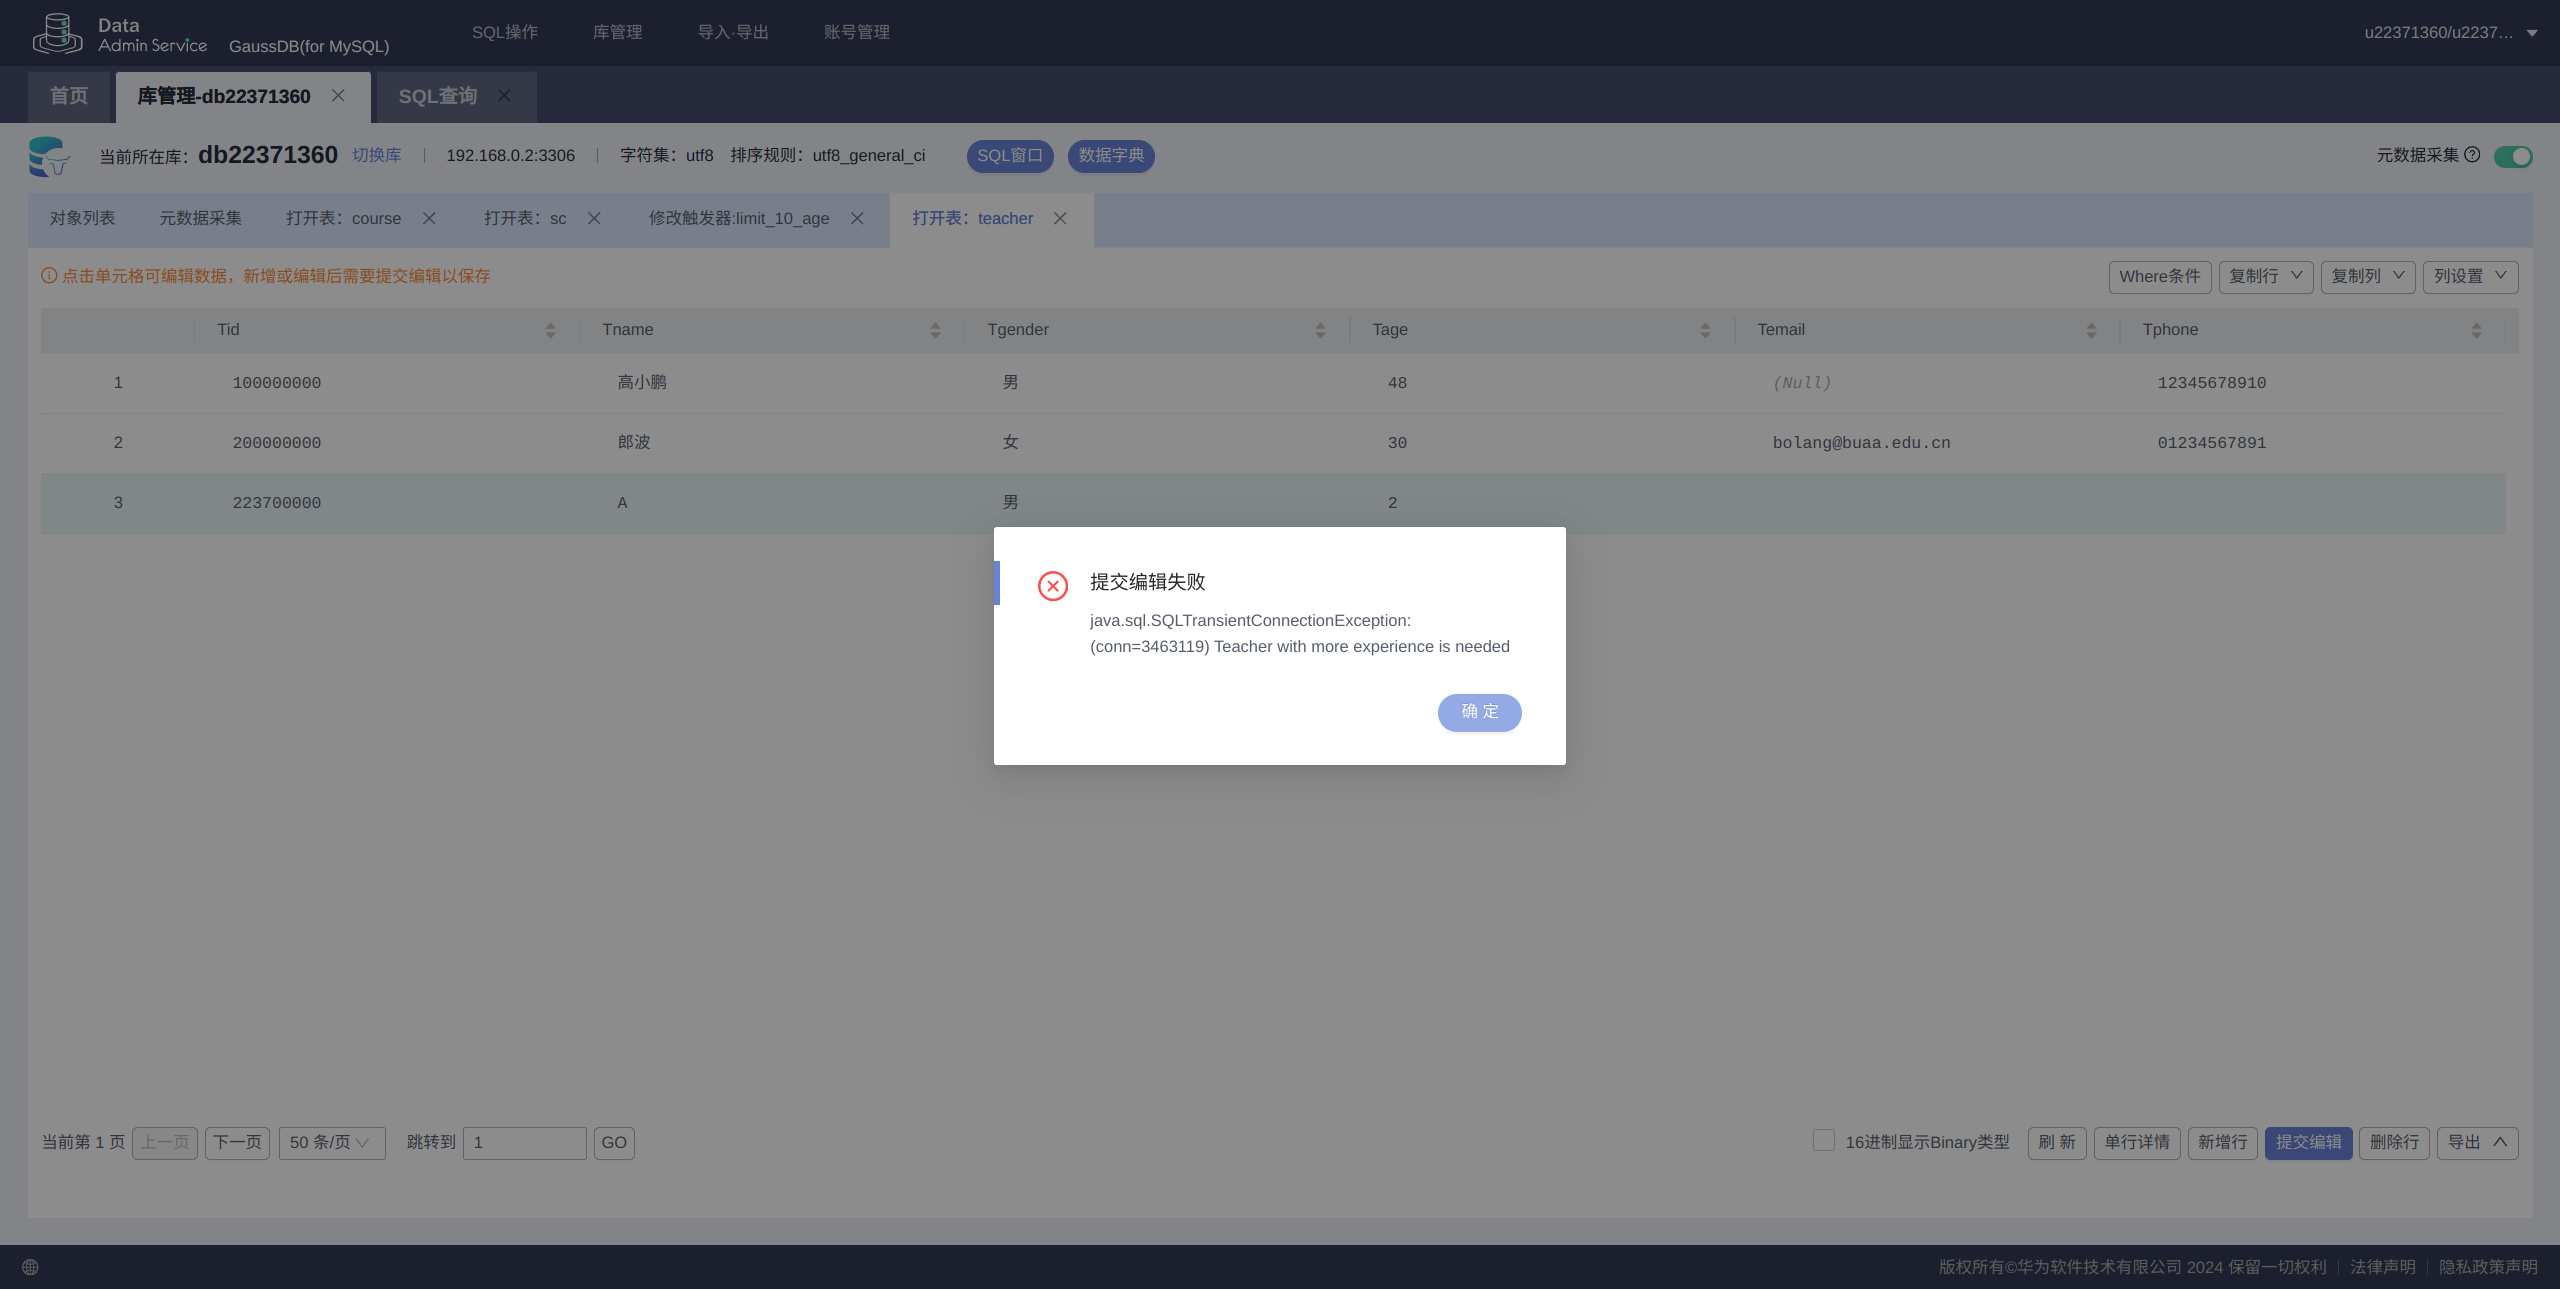 Data
Admin Service GaussDB(for MySQL) SQL操作 库管理 导入·导出 账号管理 u22371360/u2237…
首页 库管理-db22371360 SQL查询
当前所在库：db22371360 切换库 192.168.0.2:3306 字符集：utf8 排序规则：utf8_general_ci SQL窗口 数据字典 元数据采集
对象列表 元数据采集 打开表：course 打开表：sc 修改触发器:limit_10_age 打开表：teacher
点击单元格可编辑数据，新增或编辑后需要提交编辑以保存 Where条件 复制行 复制列 列设置
Tid Tname Tgender Tage Temail Tphone
1 100000000 高小鹏 男 48 (Null) 12345678910
2 200000000 郎波 女 30 bolang@buaa.edu.cn 01234567891
3 223700000 A 男 2
提交编辑失败
java.sql.SQLTransientConnectionException:
(conn=3463119) Teacher with more experience is needed
确 定
当前第 1 页 上一页 下一页 50 条/页 跳转到 1 GO 16进制显示Binary类型 刷 新 单行详情 新增行 提交编辑 删除行 导出
版权所有©华为软件技术有限公司 2024 保留一切权利 | 法律声明 | 隐私政策声明